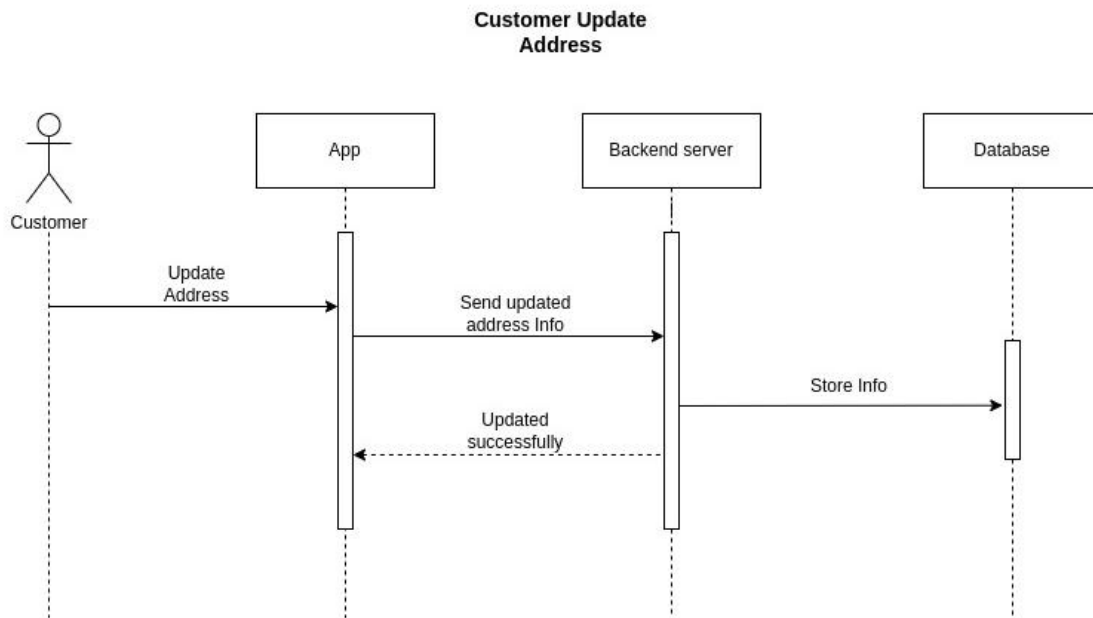 Customer Update
Address
App
Backend server
Database
Customer
Update
Address
Send updated
address Info
Store Info
Updated
successfully